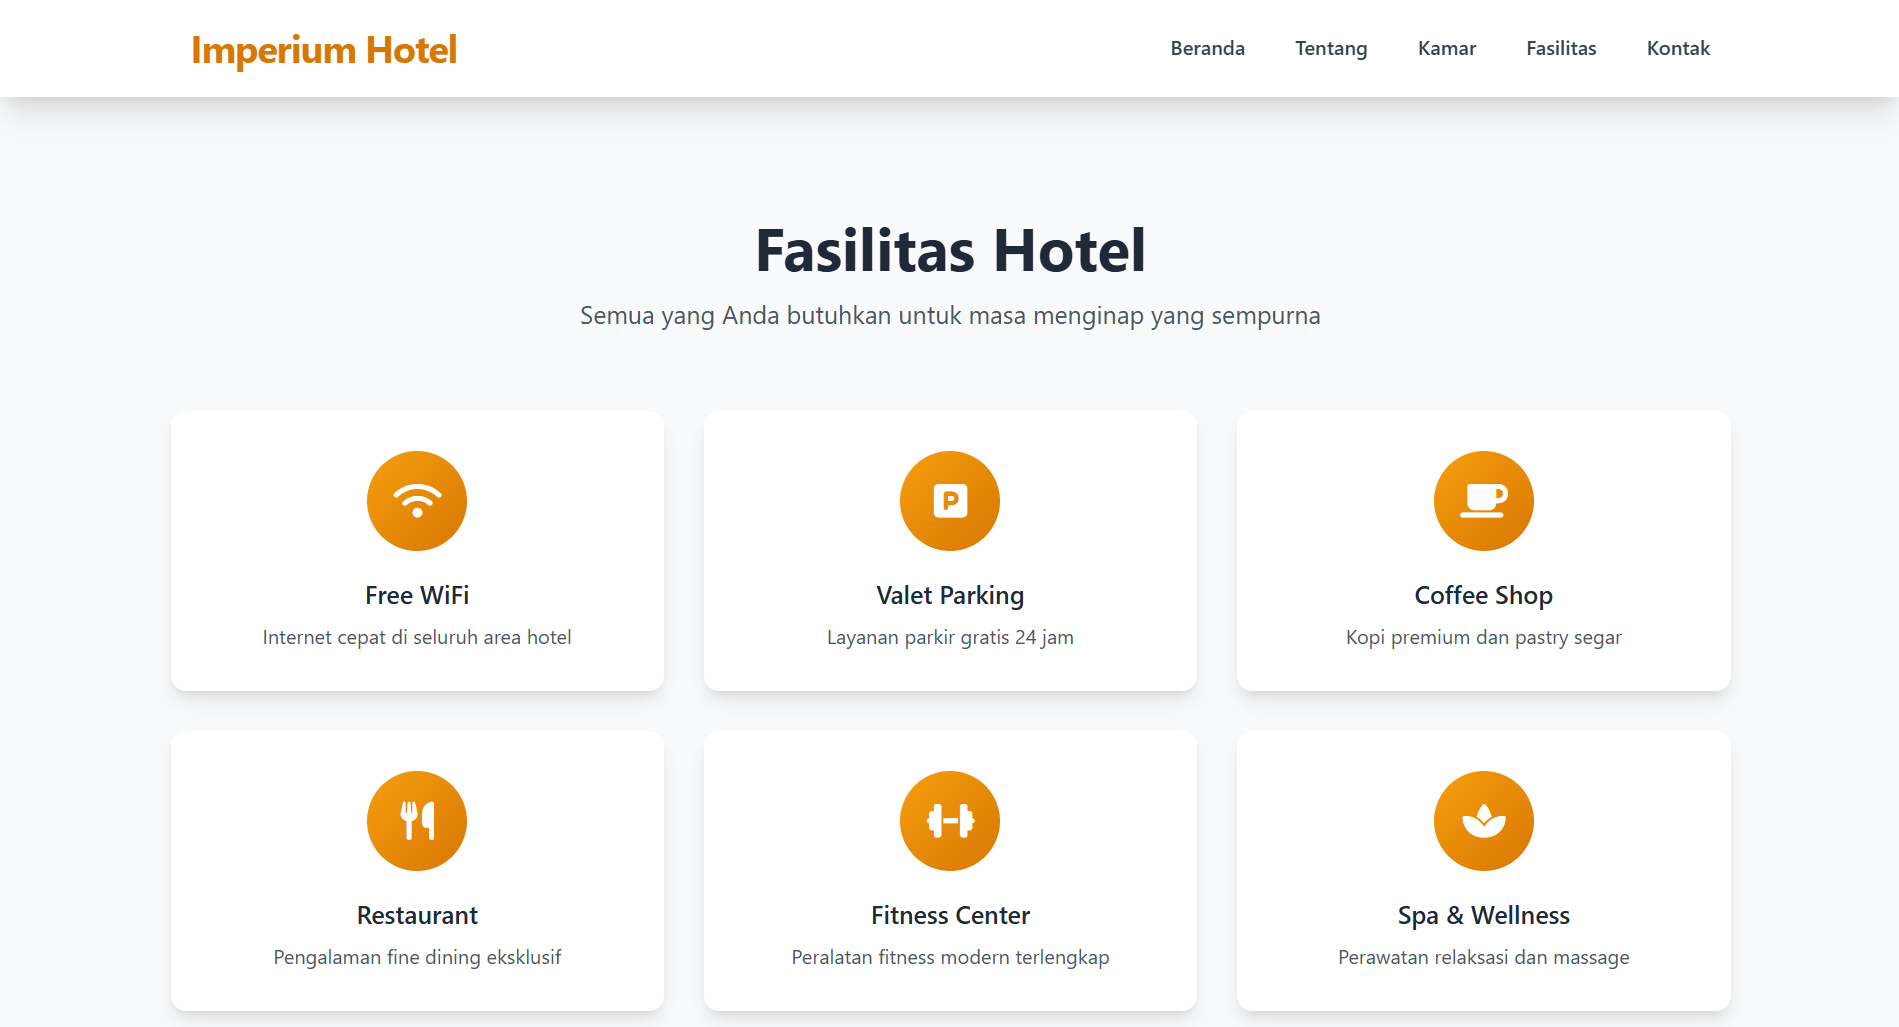 Imperium Hotel
Beranda Tentang Kamar Fasilitas Kontak
Fasilitas Hotel
Semua yang Anda butuhkan untuk masa menginap yang sempurna
P
Free WiFi
Internet cepat di seluruh area hotel
Valet Parking
Layanan parkir gratis 24 jam
Coffee Shop
Kopi premium dan pastry segar
Restaurant
Pengalaman fine dining eksklusif
Fitness Center
Peralatan fitness modern terlengkap
Spa & Wellness
Perawatan relaksasi dan massage